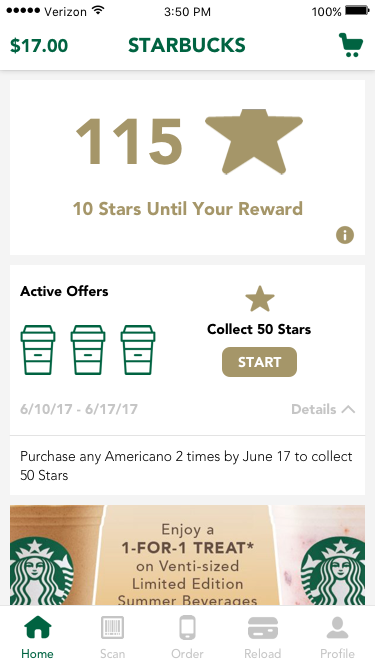 Verizon 3:50 PM 100%
$17.00 STARBUCKS
115
10 Stars Until Your Reward
Active Offers
Collect 50 Stars
START
6/10/17 - 6/17/17 Details
Purchase any Americano 2 times by June 17 to collect
50 Stars
Enjoy a
1-FOR-1 TREAT*
on Venti-sized
Limited Edition
Summer Beverages
Home Scan Order Reload Profile